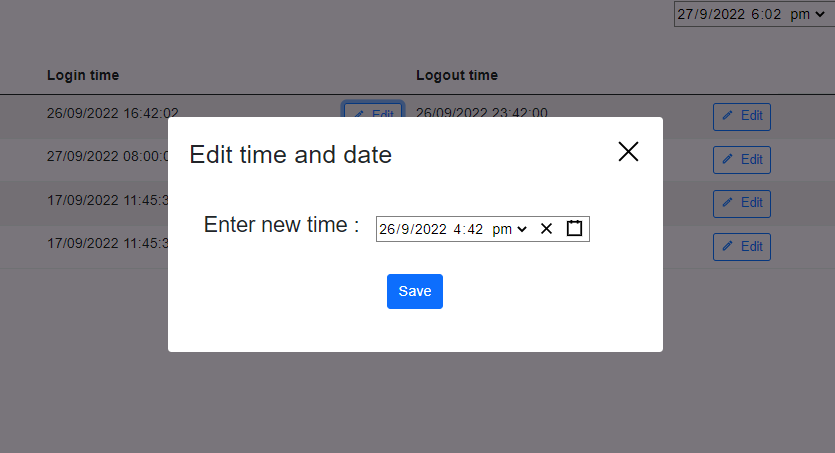 27/9/2022 6:02 pm
Login time Logout time
26/09/2022 16:42:02 Edit 26/09/2022 23:42:00 Edit
Edit time and date
27/09/2022 08:00:0 Edit
17/09/2022 11:45:3 Edit
Enter new time : 26/9/2022 4:42 pm
17/09/2022 11:45:3 Edit
Save